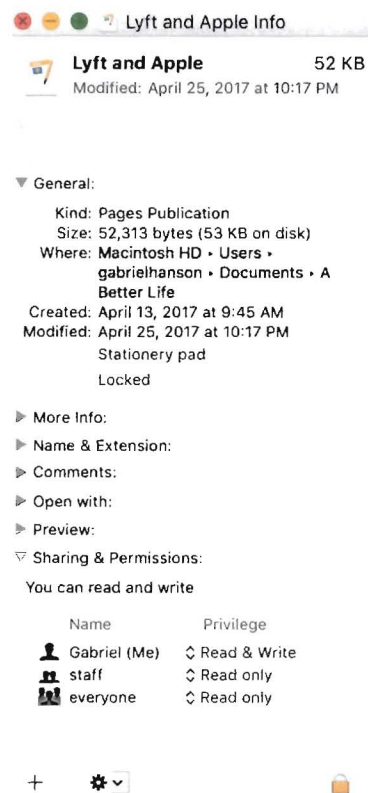 Lyft and Apple Info
Lyft and Apple 52 KB
Modified: April 25, 2017 at 10:17 PM
General:
Kind: Pages Publication
Size: 52,313 bytes (53 KB on disk)
Where: Macintosh HD ▸ Users ▸
gabrielhanson ▸ Documents ▸ A
Better Life
Created: April 13, 2017 at 9:45 AM
Modified: April 25, 2017 at 10:17 PM
Stationery pad
Locked
More Info:
Name & Extension:
Comments:
Open with:
Preview:
Sharing & Permissions:
You can read and write
Name Privilege
Gabriel (Me) Read & Write
staff Read only
everyone Read only